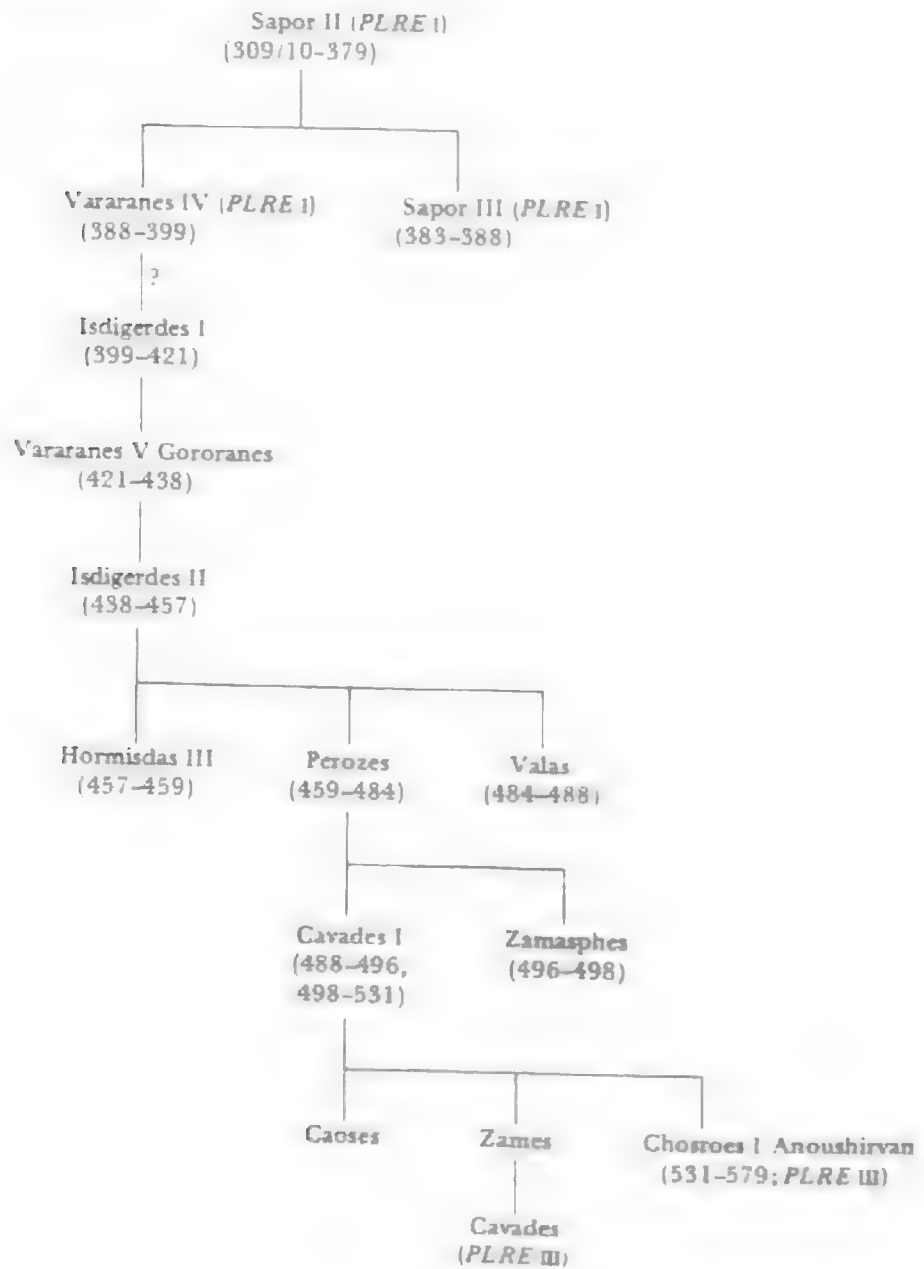 Sapor II (PLRE I)
(309/10-379)
Vararanes IV (PLRE I)
(388-399)
Sapor III (PLRE I)
(383-388)
?
Isdigerdes I
(399-421)
Vararanes V Gororanes
(421-438)
Isdigerdes II
(438-457)
Hormisdas III
(457-459)
Perozes
(459-484)
Valas
(484-488)
Cavades I
(488-496,
498-531)
Zamasphes
(496-498)
Caoses
Zames
Chosroes I Anoushirvan
(531-579; PLRE III)
Cavades
(PLRE III)